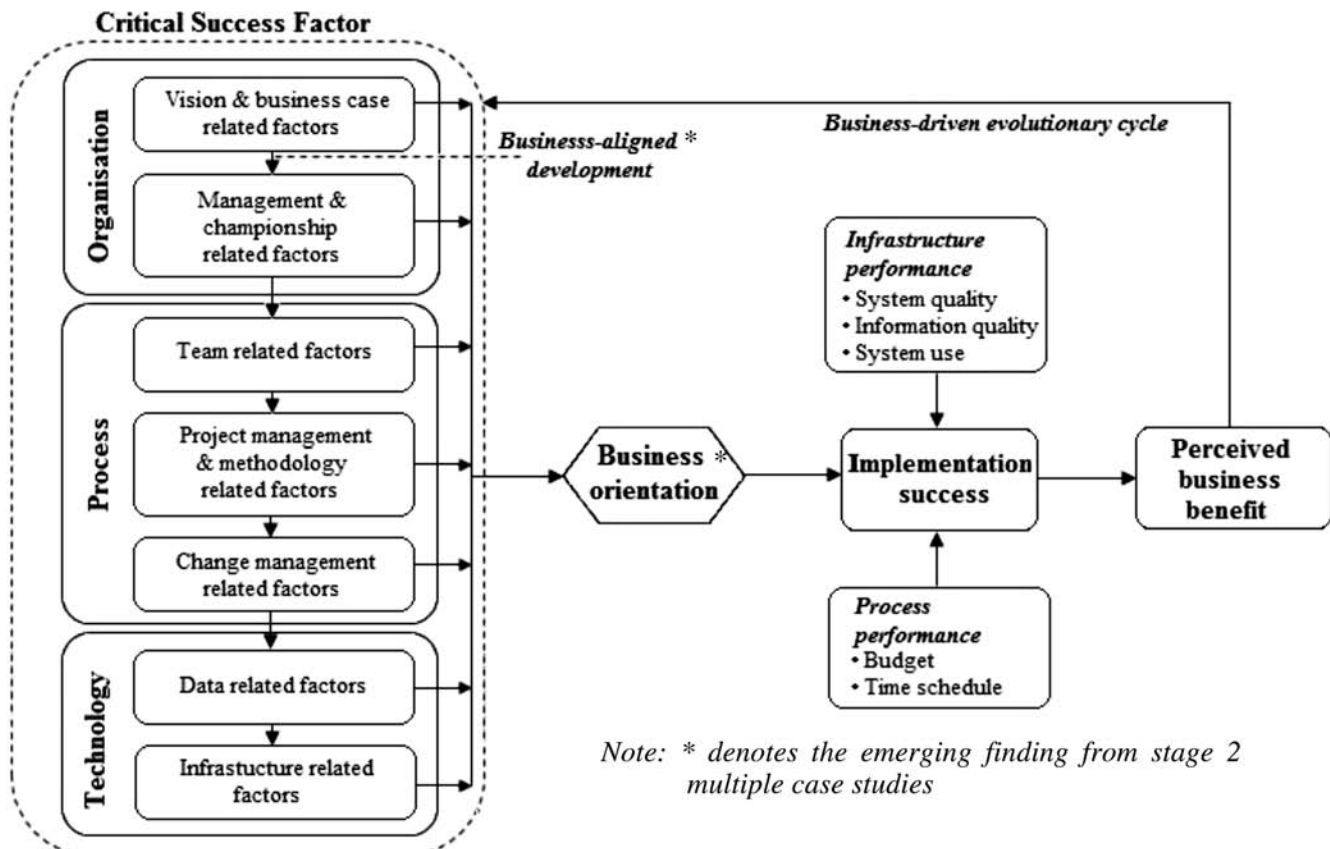 Critical Success Factor
Organisation
Vision & business case
related factors
Management &
championship
related factors
Process
Team related factors
Project management
& methodology
related factors
Change management
related factors
Technology
Data related factors
Infrastucture related
factors
Businesss-aligned *
development
Business-driven evolutionary cycle
Business *
orientation
Infrastructure
performance
• System quality
• Information quality
• System use
Implementation
success
Process
performance
• Budget
• Time schedule
Perceived
business
benefit
Note: * denotes the emerging finding from stage 2
multiple case studies